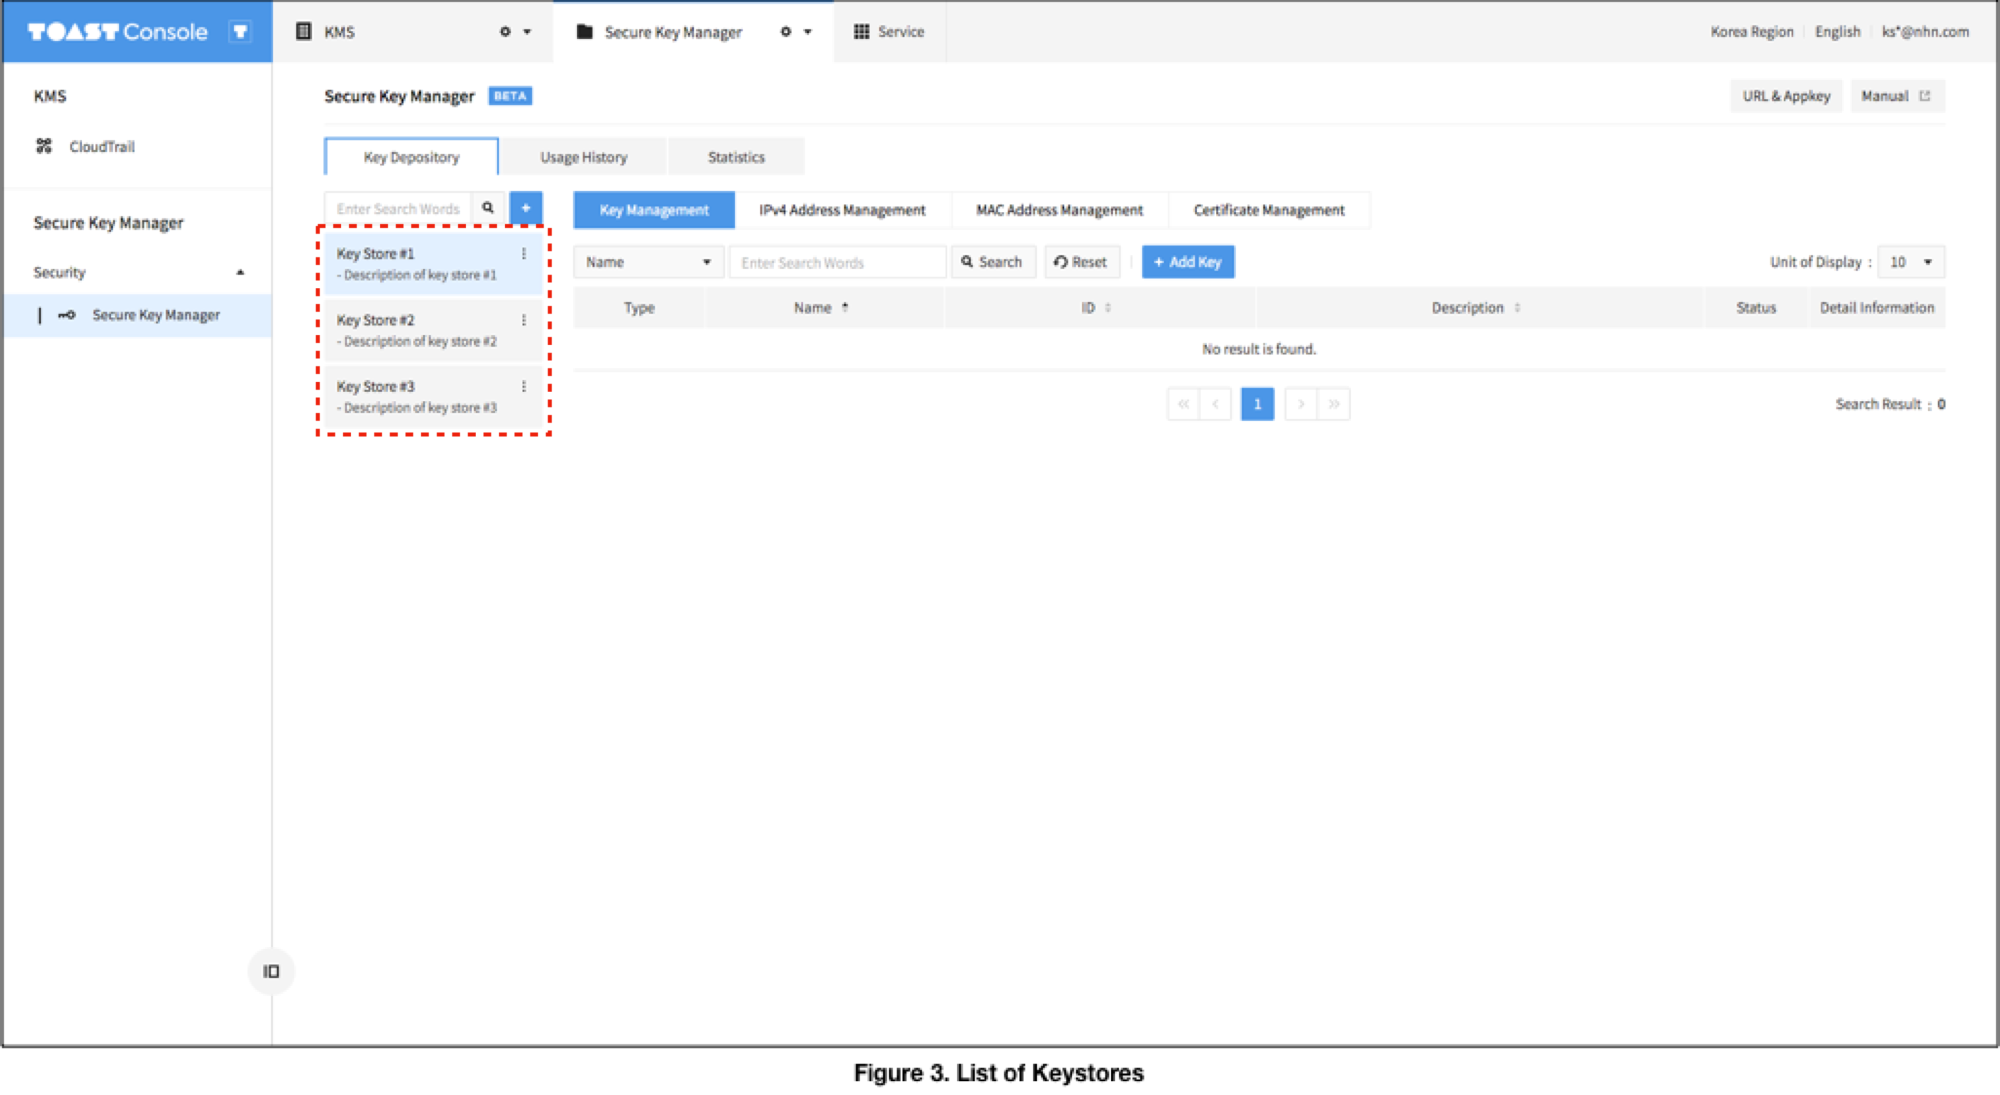 TOAST Console
KMS
Secure Key Manager
Service
Korea Region
English
ks*@nhn.com
KMS
CloudTrail
Secure Key Manager
Security
Secure Key Manager
Secure Key Manager BETA
URL & Appkey
Manual
Key Depository
Usage History
Statistics
Enter Search Words
+
Key Store #1
- Description of key store #1
Key Store #2
- Description of key store #2
Key Store #3
- Description of key store #3
Key Management
IPv4 Address Management
MAC Address Management
Certificate Management
Name
Enter Search Words
Search
Reset
+ Add Key
Unit of Display : 10
Type
Name
ID
Description
Status
Detail Information
No result is found.
1
Search Result : 0
Figure 3. List of Keystores